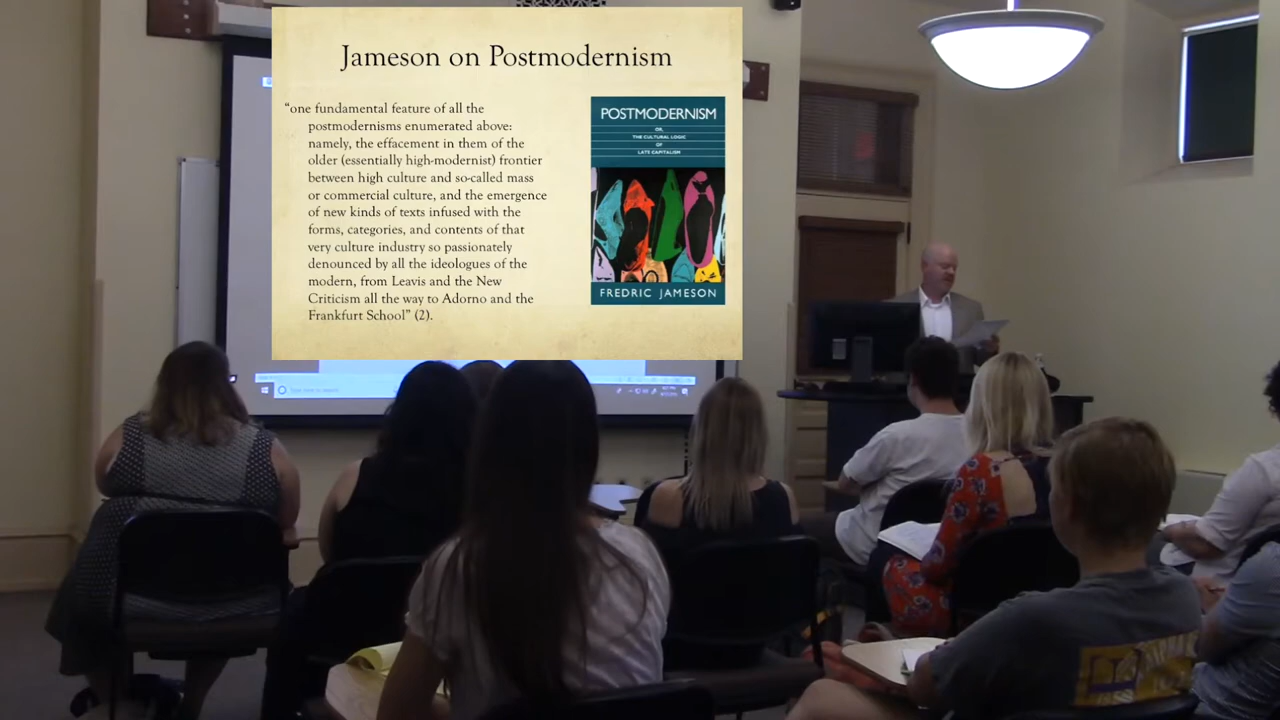 Jameson on Postmodernism
“one fundamental feature of all the
postmodernisms enumerated above:
namely, the effacement in them of the
older (essentially high-modernist) frontier
between high culture and so-called mass
or commercial culture, and the emergence
of new kinds of texts infused with the
forms, categories, and contents of that
very culture industry so passionately
denounced by all the ideologues of the
modern, from Leavis and the New
Criticism all the way to Adorno and the
Frankfurt School” (2).
POSTMODERNISM
OR,
THE CULTURAL LOGIC
OF
LATE CAPITALISM
FREDRIC JAMESON